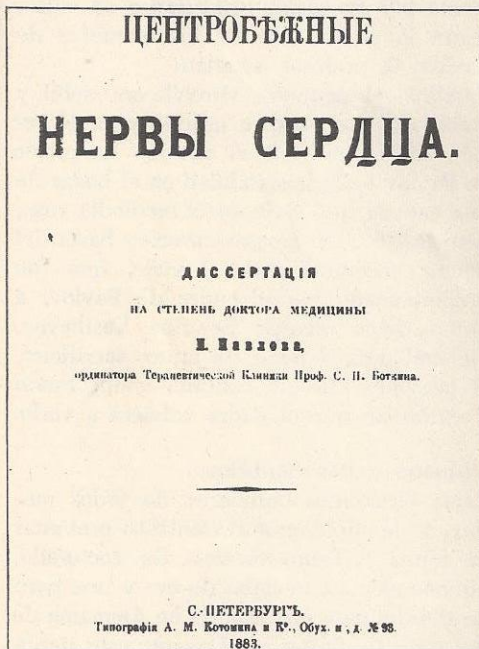 ЦЕНТРОБѢЖНЫЕ
НЕРВЫ СЕРДЦА.
ДИССЕРТАЦІЯ
НА СТЕПЕНЬ ДОКТОРА МЕДИЦИНЫ
И. Павлова,
ординатора Терапевтической Клиники Проф. С. П. Боткина.
С.-ПЕТЕРБУРГЪ.
Типографія А. М. Котомина и К°, Обух. п., д. № 93.
1883.